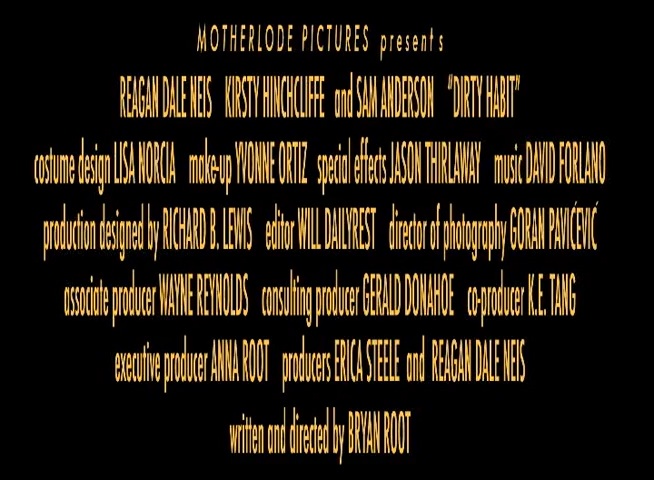 MOTHERLODE PICTURES presents
REAGAN DALE NEIS KIRSTY HINCHCLIFFE and SAM ANDERSON "DIRTY HABIT"
costume design LISA NORCIA make-up YVONNE ORTIZ special effects JASON THIRLAWAY music DAVID FORLANO
production designed by RICHARD B. LEWIS editor WILL DAILYREST director of photography GORAN PAVIĆEVIĆ
associate producer WAYNE REYNOLDS consulting producer GERALD DONAHOE co-producer K.E. TANG
executive producer ANNA ROOT producers ERICA STEELE and REAGAN DALE NEIS
written and directed by BRYAN ROOT